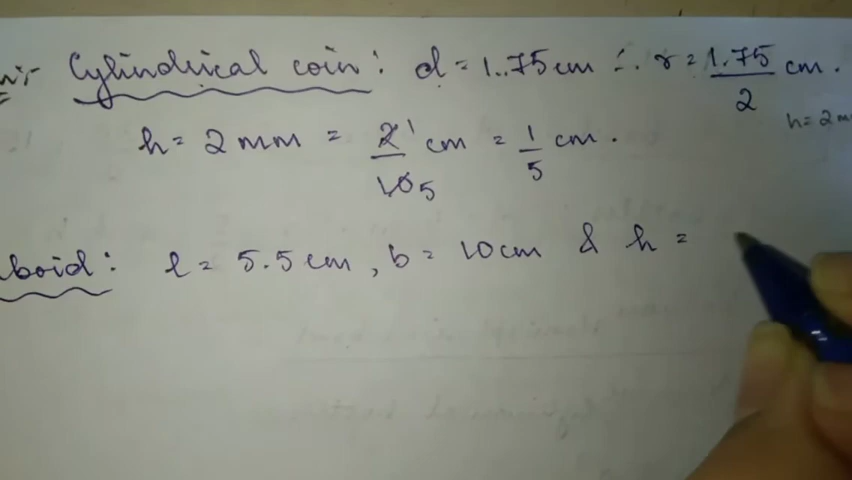 Cylindrical coin: d = 1.75 cm ∴ r = 1.75/2 cm.
h = 2 mm = 2/10 cm = 1/5 cm.
h = 2 m
boid: l = 5.5 cm, b = 10 cm & h =